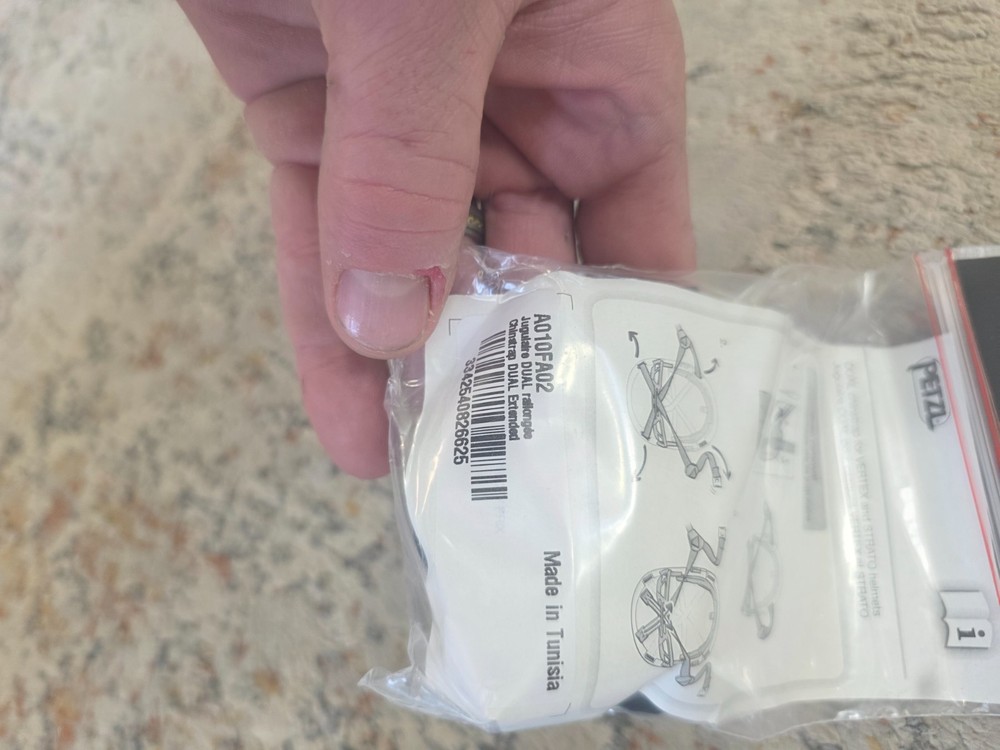 A010FA02
Jugulaire DUAL rallongée
Chinstrap DUAL Extended
3342540826625
Made in Tunisia
PETZL
i